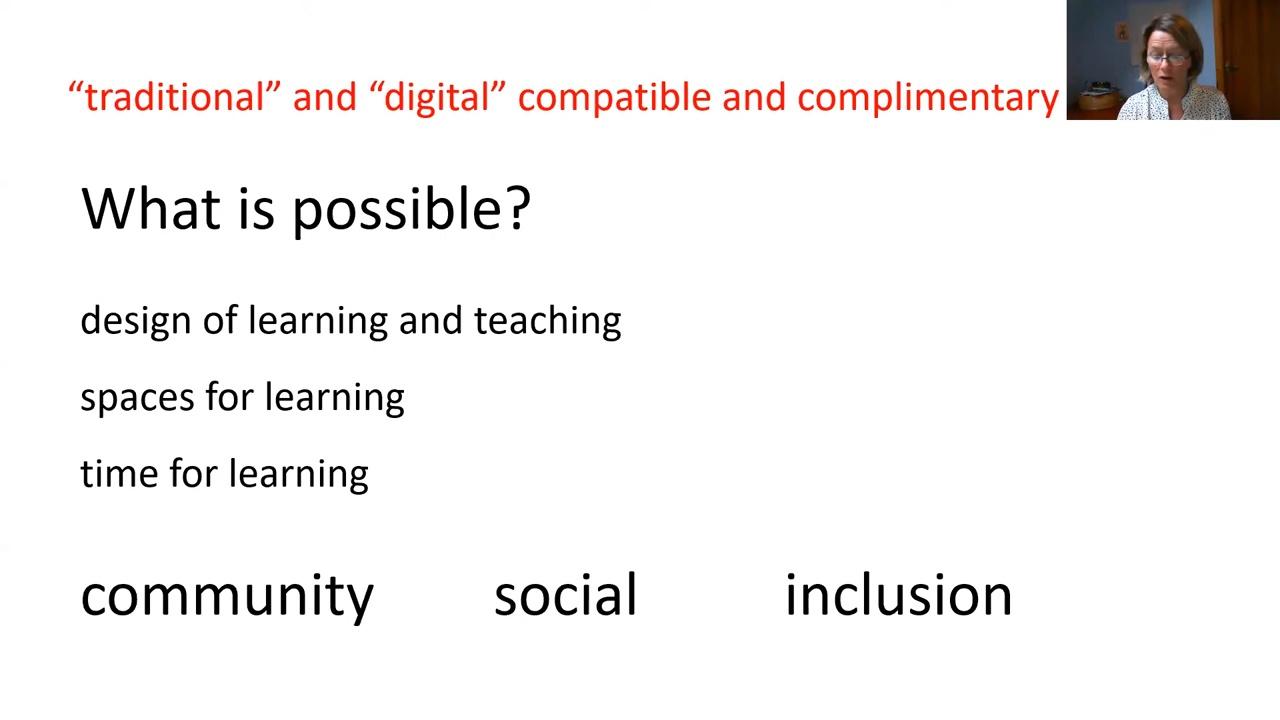 “traditional” and “digital” compatible and complimentary
What is possible?
design of learning and teaching
spaces for learning
time for learning
community social inclusion